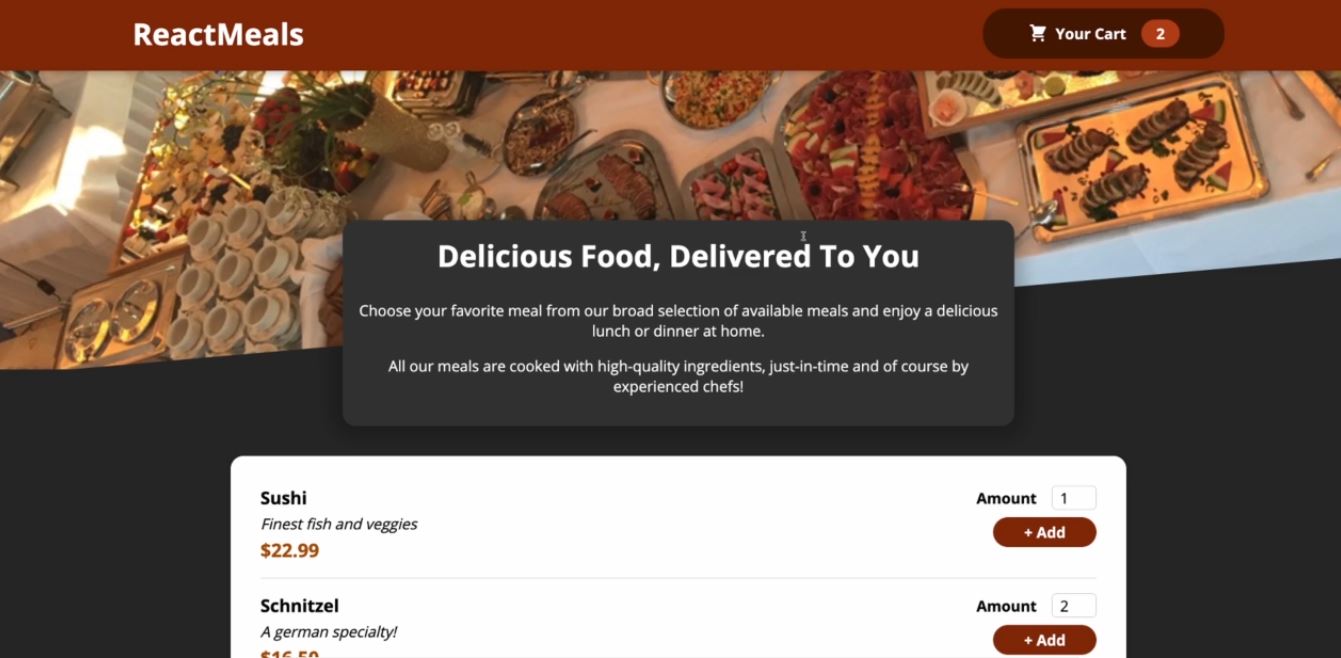 ReactMeals
Your Cart 2
Delicious Food, Delivered To You
Choose your favorite meal from our broad selection of available meals and enjoy a delicious
lunch or dinner at home.
All our meals are cooked with high-quality ingredients, just-in-time and of course by
experienced chefs!
Sushi
Amount 1
Finest fish and veggies
+ Add
$22.99
Schnitzel
Amount 2
A german specialty!
+ Add
$16.50